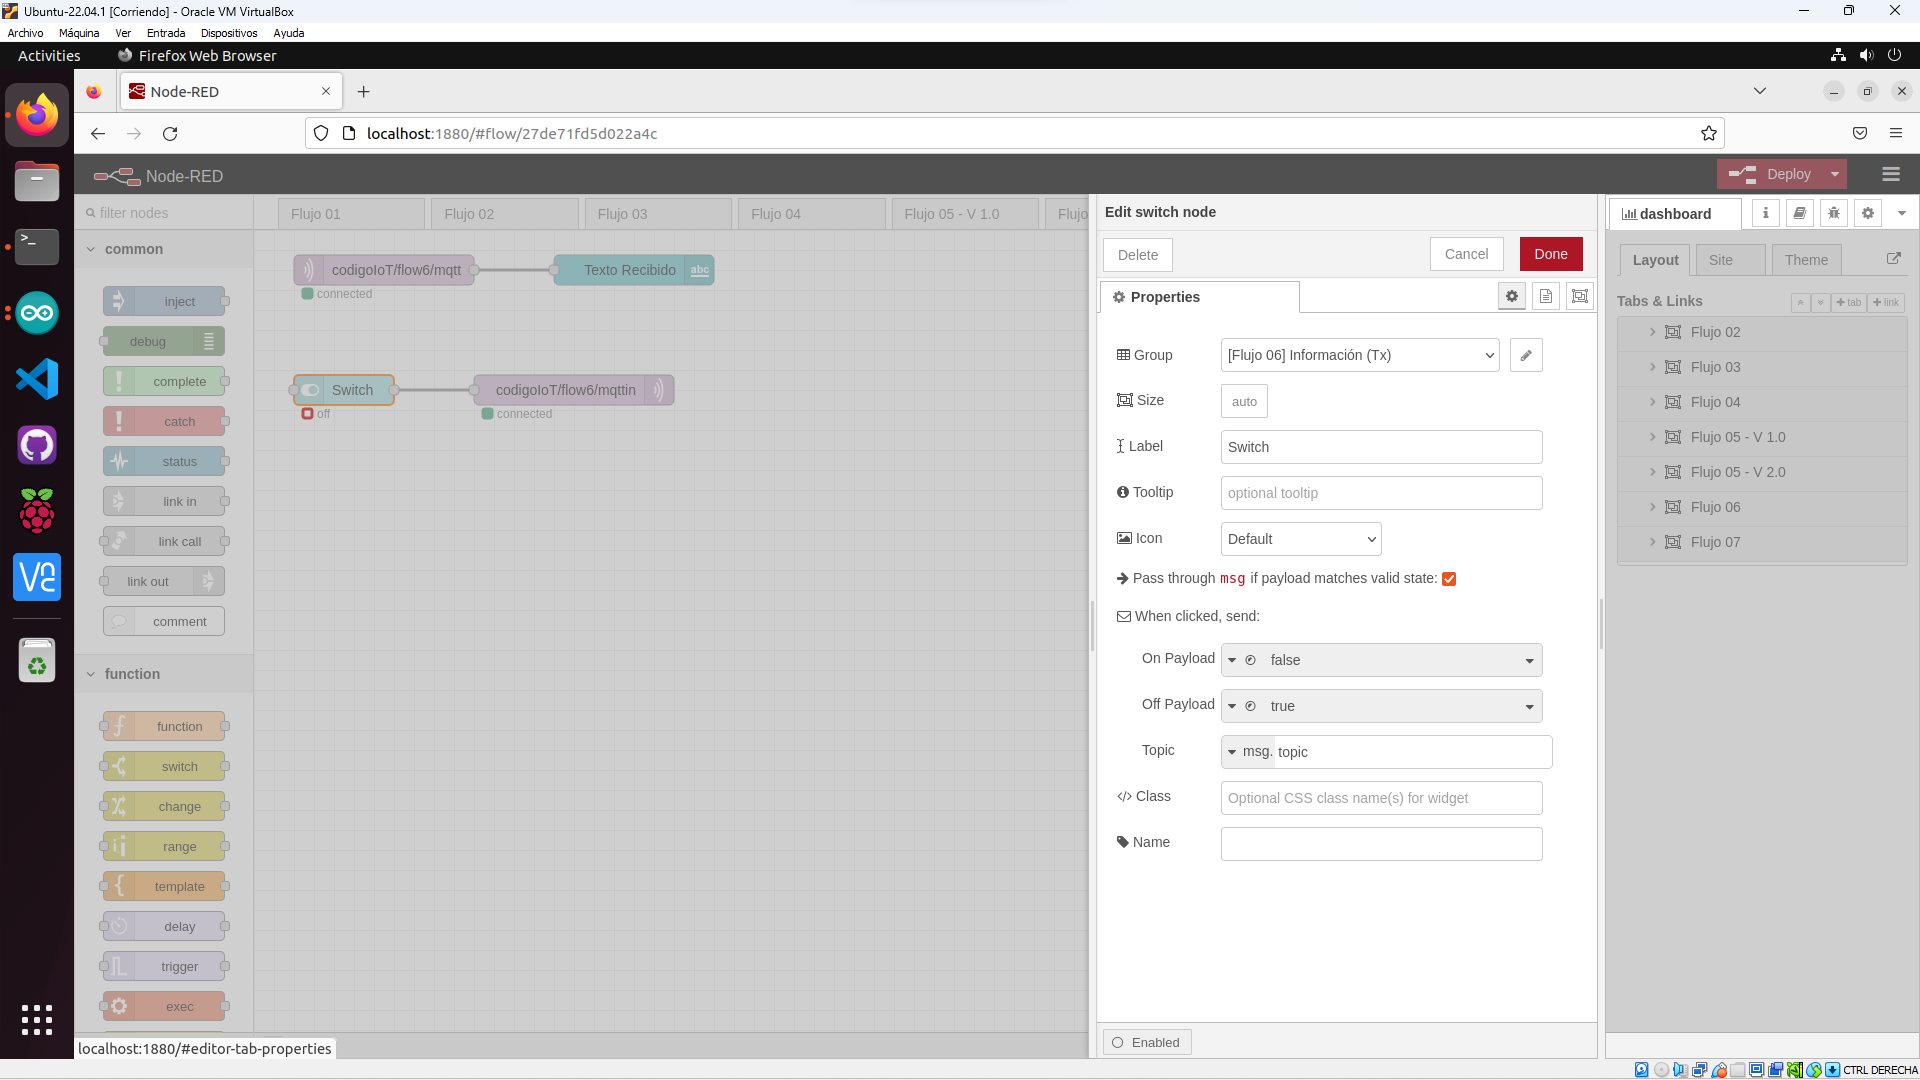 Ubuntu-22.04.1 [Corriendo] - Oracle VM VirtualBox
Archivo Máquina Ver Entrada Dispositivos Ayuda
Activities Firefox Web Browser
Node-RED
localhost:1880/#flow/27de71fd5d022a4c
Node-RED
Deploy
filter nodes
Flujo 01 Flujo 02 Flujo 03 Flujo 04 Flujo 05 - V 1.0 Flujo
common
inject
debug
complete
catch
status
link in
link call
link out
comment
function
function
switch
change
range
template
delay
trigger
exec
codigoIoT/flow6/mqtt
connected
Texto Recibido abc
Switch
off
codigoIoT/flow6/mqttin
connected
Edit switch node
Delete Cancel Done
Properties
Group [Flujo 06] Información (Tx)
Size auto
Label Switch
Tooltip optional tooltip
Icon Default
Pass through msg if payload matches valid state:
When clicked, send:
On Payload false
Off Payload true
Topic msg. topic
Class Optional CSS class name(s) for widget
Name
Enabled
dashboard
Layout Site Theme
Tabs & Links tab link
Flujo 02
Flujo 03
Flujo 04
Flujo 05 - V 1.0
Flujo 05 - V 2.0
Flujo 06
Flujo 07
localhost:1880/#editor-tab-properties
CTRL DERECHA